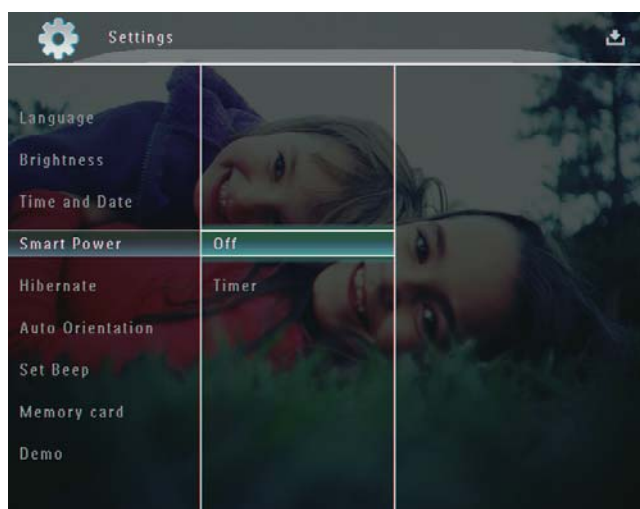 Settings
Language
Brightness
Time and Date
Smart Power
Off
Hibernate
Timer
Auto Orientation
Set Beep
Memory card
Demo